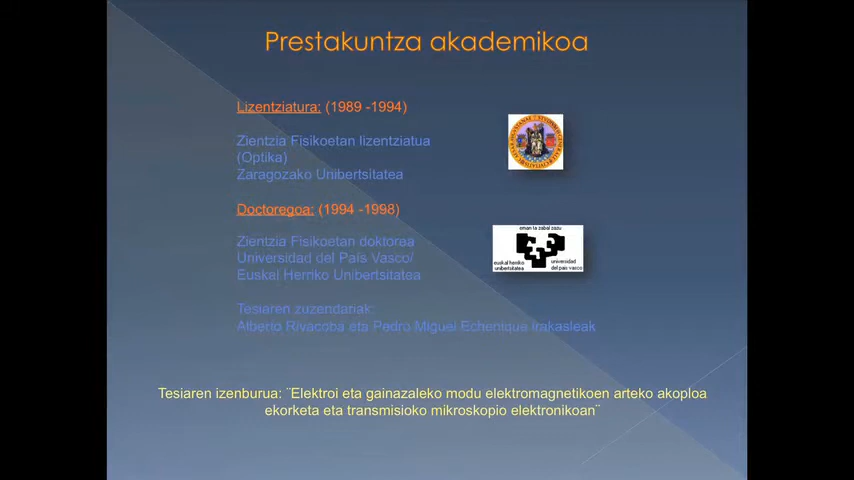 Prestakuntza akademikoa
Lizentziatura: (1989 -1994)
Zientzia Fisikoetan lizentziatua
(Optika)
Zaragozako Unibertsitatea
Doctoregoa: (1994 -1998)
Zientzia Fisikoetan doktorea
Universidad del País Vasco/
Euskal Herriko Unibertsitatea
eman ta zabal zazu
euskal herriko
unibertsitatea
universidad
del país vasco
Tesiaren zuzendariak:
Alberto Rivacoba eta Pedro Miguel Echenique irakasleak
Tesiaren izenburua: ¨Elektroi eta gainazaleko modu elektromagnetikoen arteko akoploa
ekorketa eta transmisioko mikroskopio elektronikoan¨